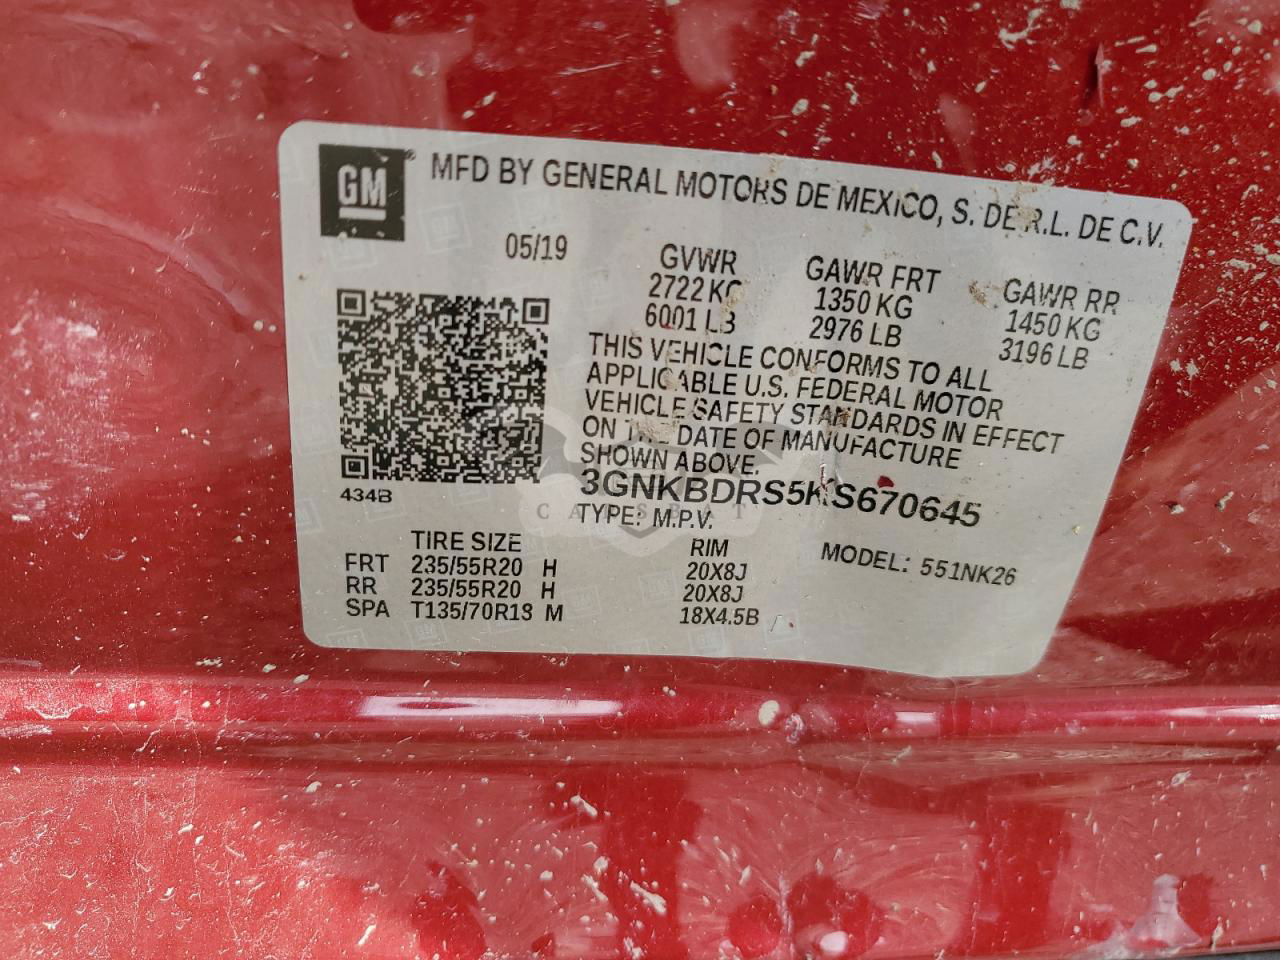 GM
MFD BY GENERAL MOTORS DE MEXICO, S. DE R.L. DE C.V.
05/19
GVWR GAWR FRT GAWR RR
2722 KG 1350 KG 1450 KG
6001 LB 2976 LB 3196 LB
THIS VEHICLE CONFORMS TO ALL
APPLICABLE U.S. FEDERAL MOTOR
VEHICLE SAFETY STANDARDS IN EFFECT
ON THE DATE OF MANUFACTURE
SHOWN ABOVE.
434B
3GNKBDRS5KS670645
TYPE: M.P.V.
TIRE SIZE RIM MODEL: 551NK26
FRT 235/55R20 H 20X8J
RR 235/55R20 H 20X8J
SPA T135/70R18 M 18X4.5B